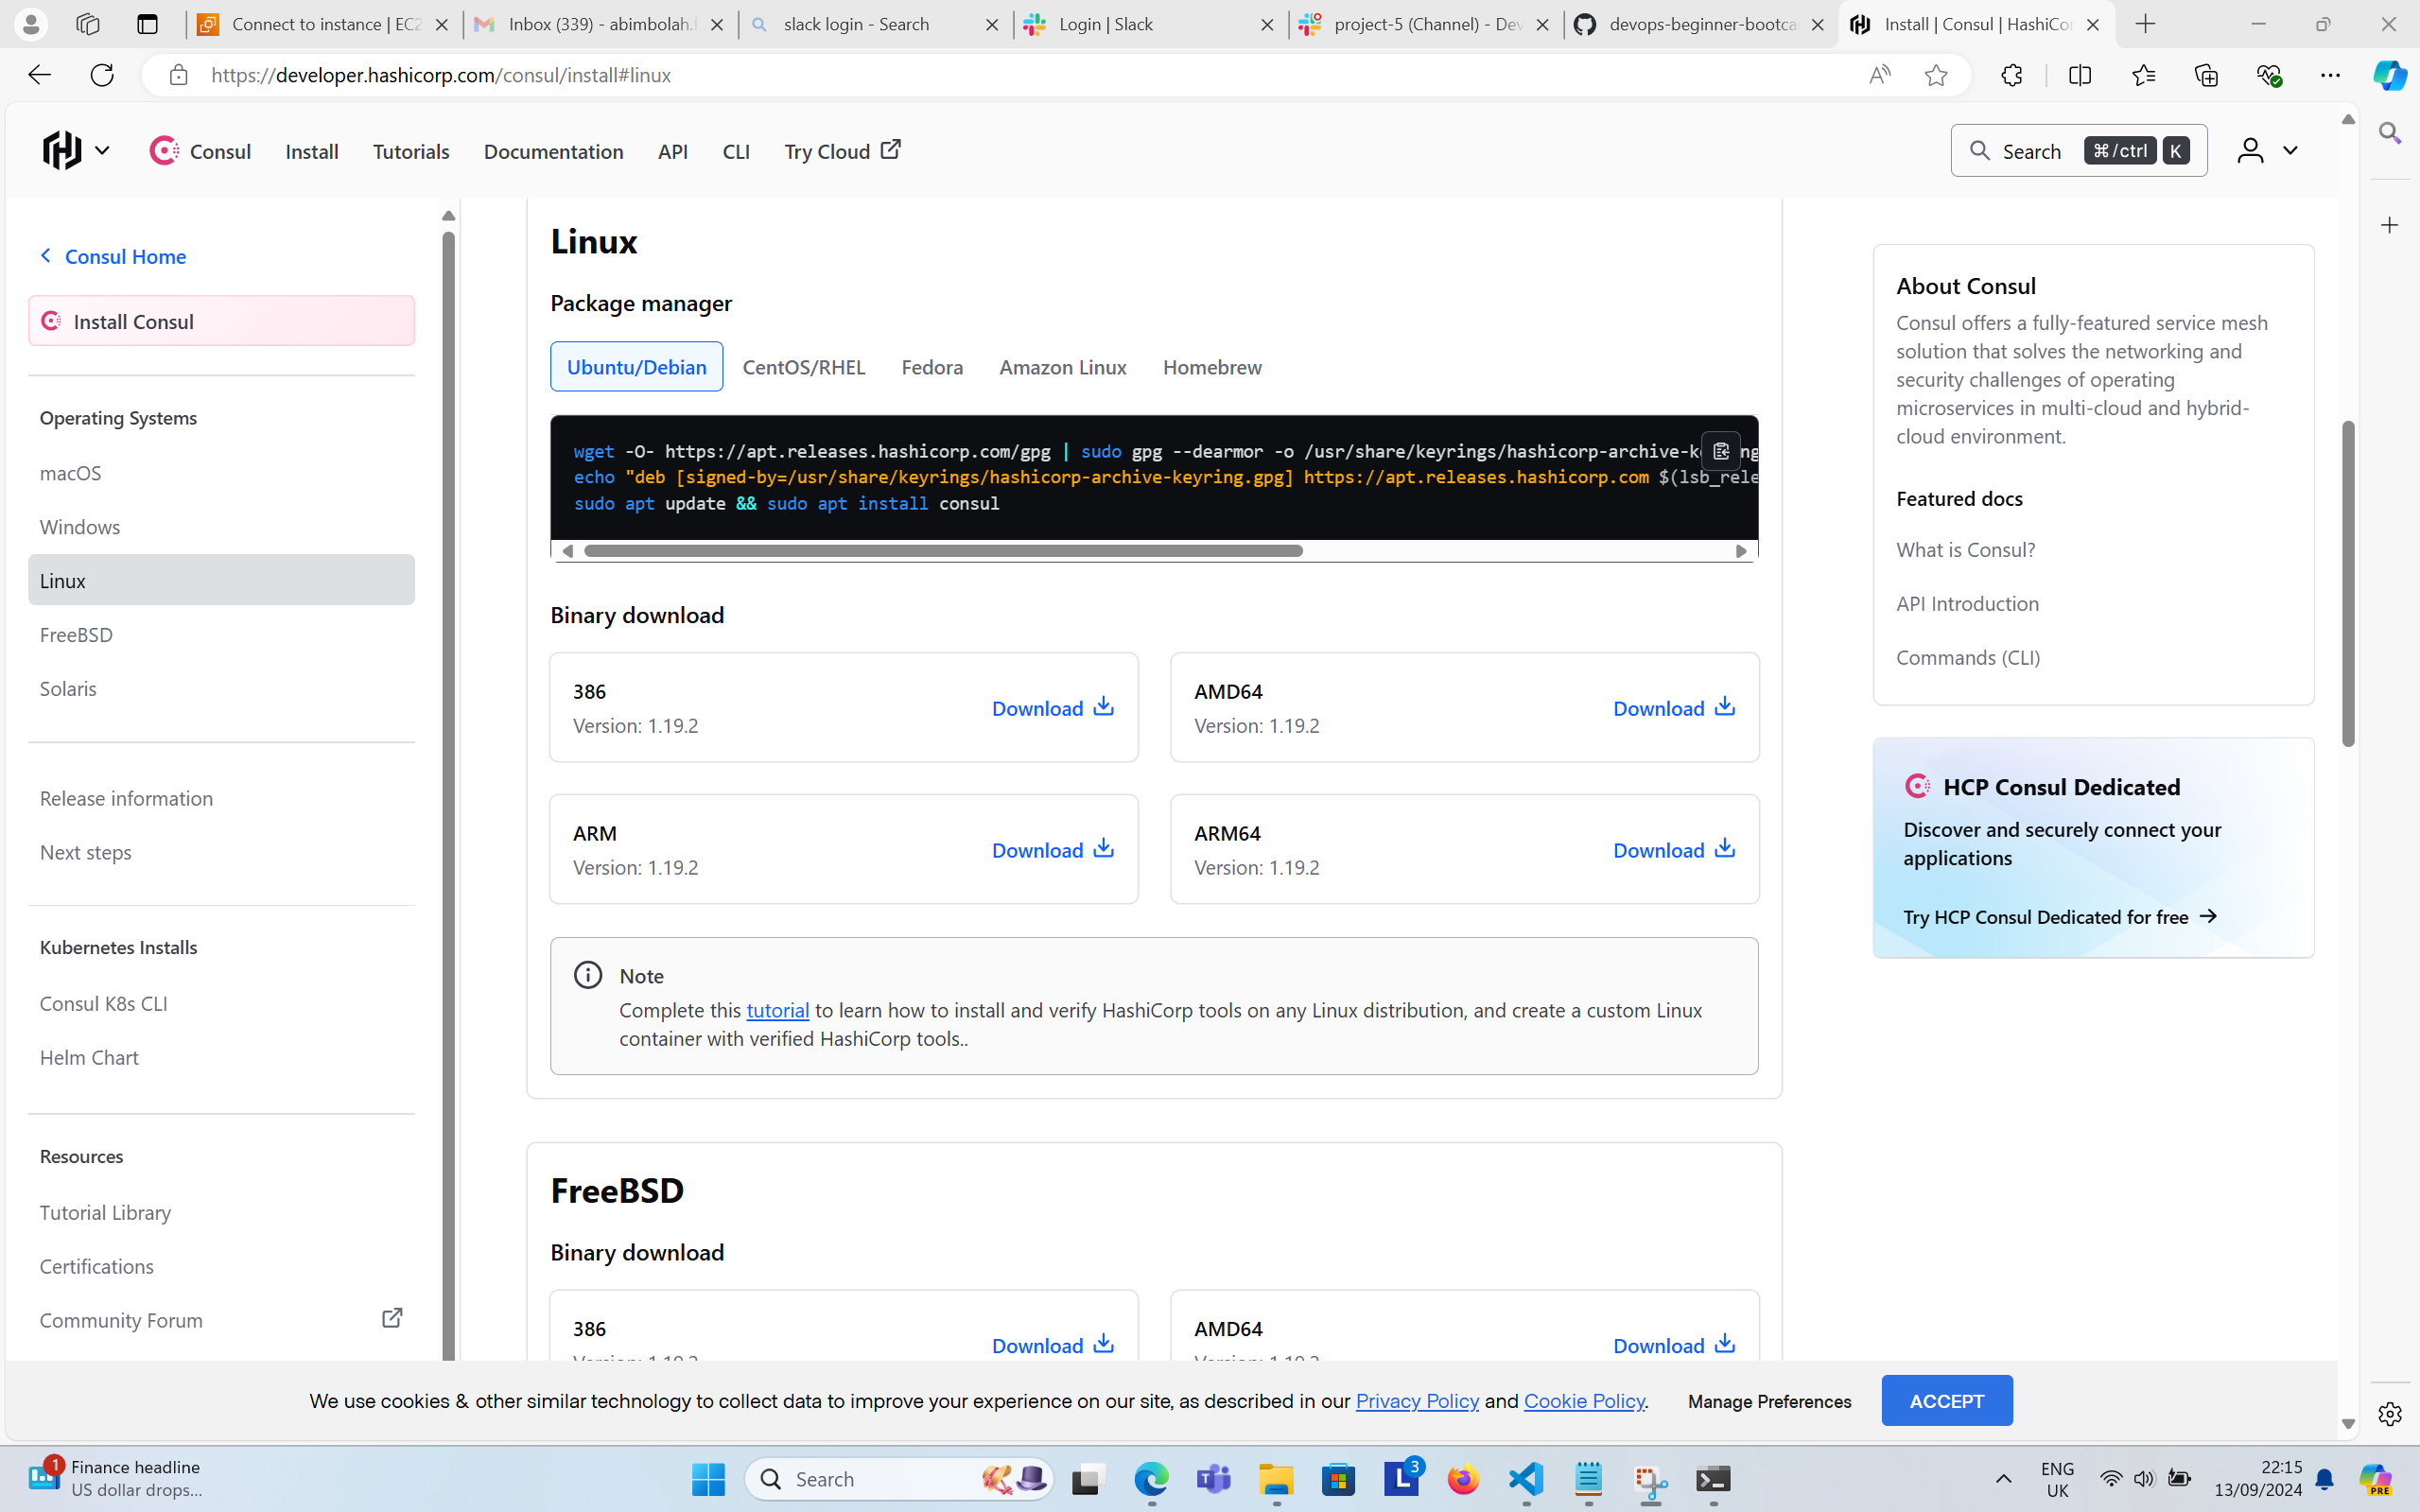 Connect to instance | EC2
Inbox (339) - abimbolah.f
slack login - Search
Login | Slack
project-5 (Channel) - Dev
devops-beginner-bootca
Install | Consul | HashiCor
https://developer.hashicorp.com/consul/install#linux
Consul
Install
Tutorials
Documentation
API
CLI
Try Cloud
Search
⌘/ctrl
K
Consul Home
Install Consul
Operating Systems
macOS
Windows
Linux
FreeBSD
Solaris
Release information
Next steps
Kubernetes Installs
Consul K8s CLI
Helm Chart
Resources
Tutorial Library
Certifications
Community Forum
Linux
Package manager
Ubuntu/Debian
CentOS/RHEL
Fedora
Amazon Linux
Homebrew
wget -O- https://apt.releases.hashicorp.com/gpg | sudo gpg --dearmor -o /usr/share/keyrings/hashicorp-archive-k
echo "deb [signed-by=/usr/share/keyrings/hashicorp-archive-keyring.gpg] https://apt.releases.hashicorp.com $(lsb_rele
sudo apt update && sudo apt install consul
Binary download
386
Version: 1.19.2
Download
AMD64
Version: 1.19.2
Download
ARM
Version: 1.19.2
Download
ARM64
Version: 1.19.2
Download
Note
Complete this tutorial to learn how to install and verify HashiCorp tools on any Linux distribution, and create a custom Linux
container with verified HashiCorp tools..
FreeBSD
Binary download
386
Download
AMD64
Download
About Consul
Consul offers a fully-featured service mesh
solution that solves the networking and
security challenges of operating
microservices in multi-cloud and hybrid-
cloud environment.
Featured docs
What is Consul?
API Introduction
Commands (CLI)
HCP Consul Dedicated
Discover and securely connect your
applications
Try HCP Consul Dedicated for free
We use cookies & other similar technology to collect data to improve your experience on our site, as described in our Privacy Policy and Cookie Policy.
Manage Preferences
ACCEPT
1
Finance headline
US dollar drops...
Search
3
ENG
UK
22:15
13/09/2024
PRE